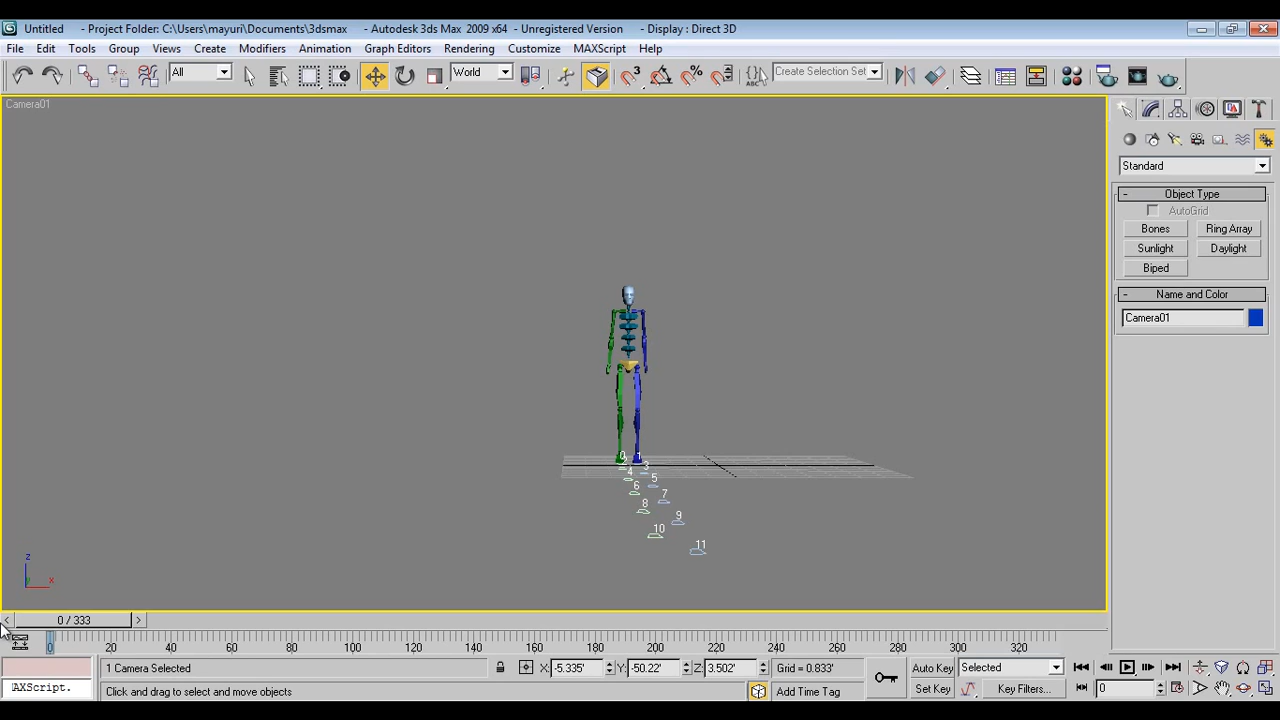 Untitled - Project Folder: C:\Users\mayuri\Documents\3dsmax - Autodesk 3ds Max 2009 x64 - Unregistered Version - Display : Direct 3D
File Edit Tools Group Views Create Modifiers Animation Graph Editors Rendering Customize MAXScript Help
All World 3 % ABC Create Selection Set
Camera01
Standard
- Object Type
AutoGrid
Bones Ring Array
Sunlight Daylight
Biped
- Name and Color
Camera01
0 1
3
4
5
6
7
8
9
10
11
z
y x
< 0 / 333 >
0 20 40 60 80 100 120 140 160 180 200 220 240 260 280 300 320
1 Camera Selected X: -5.335' Y: -50.22' Z: 3.502' Grid = 0.833' Auto Key Selected
AXScript. Click and drag to select and move objects Add Time Tag Set Key Key Filters... 0